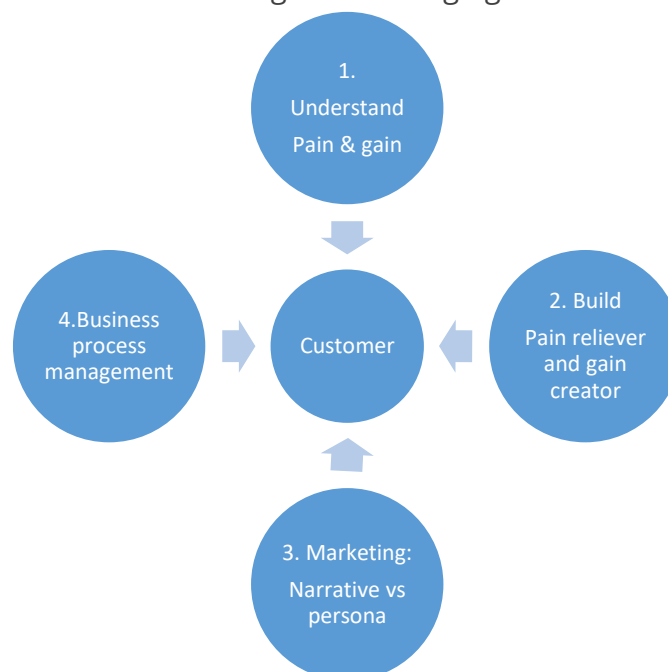 1.
Understand
Pain & gain
4.Business
process
management
Customer
2. Build
Pain reliever
and gain
creator
3. Marketing:
Narrative vs
persona